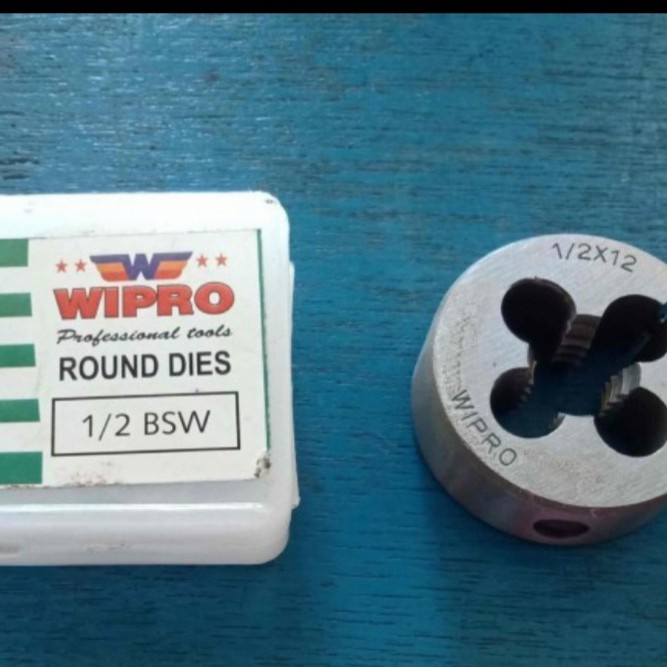 W
WIPRO
Professional tools
ROUND DIES
1/2 BSW
1/2X12
WIPRO